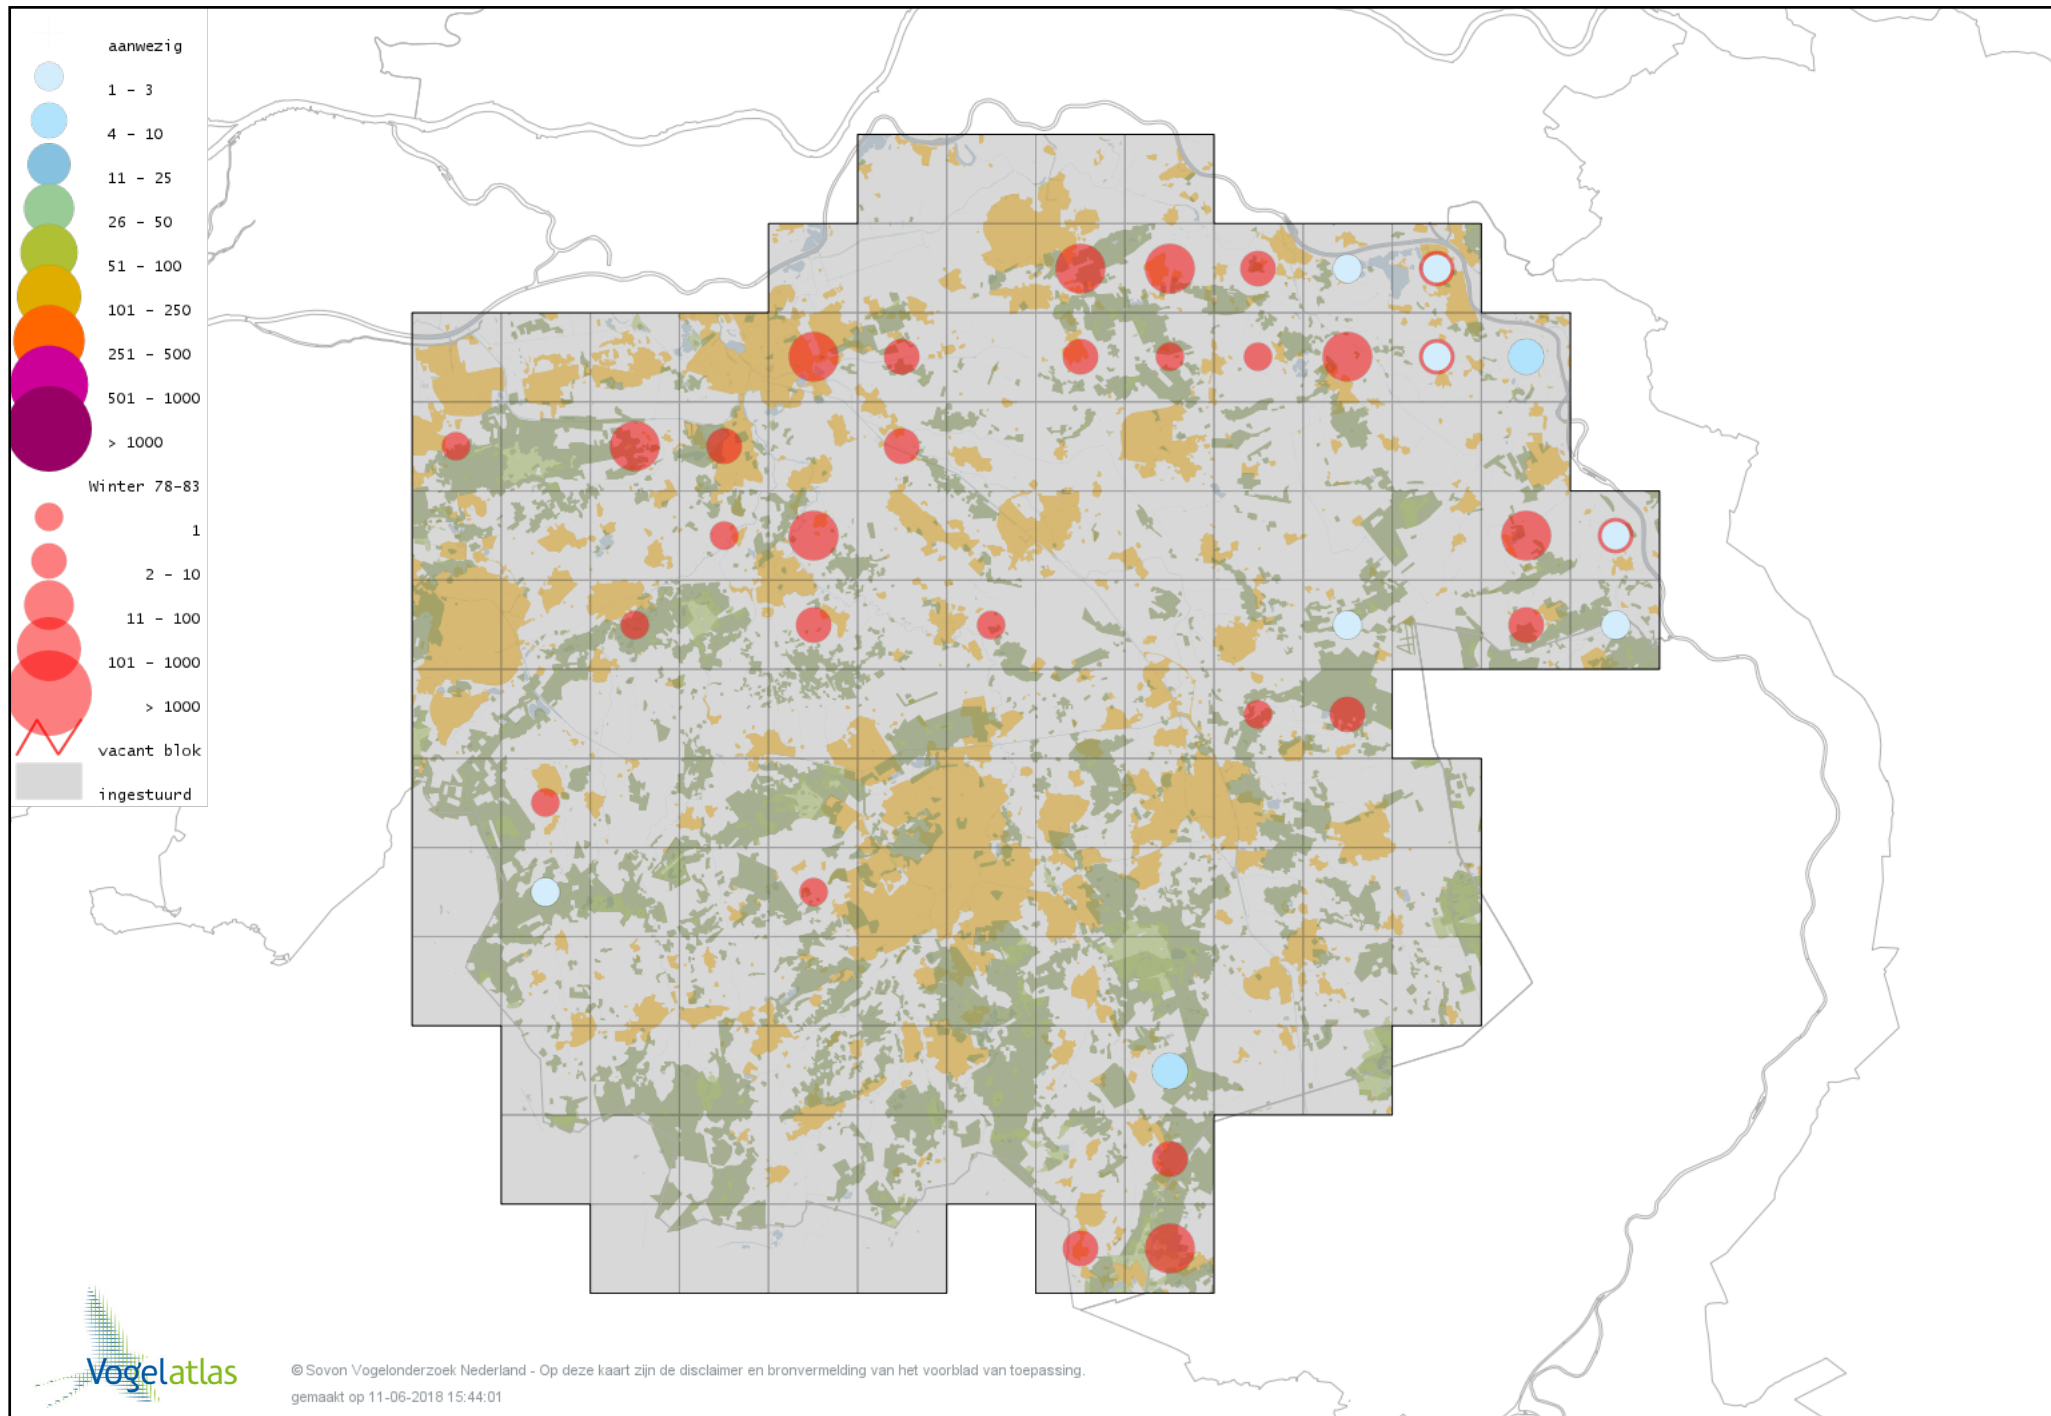 aanwezig
1 - 3
4 - 10
11 - 25
26 - 50
51 - 100
101 - 250
251 - 500
501 - 1000
> 1000
Winter 78-83
1
2 - 10
11 - 100
101 - 1000
> 1000
vacant blok
ingestuurd
Vogelatlas
© Sovon Vogelonderzoek Nederland - Op deze kaart zijn de disclaimer en bronvermelding van het voorblad van toepassing.
gemaakt op 11-06-2018 15:44:01